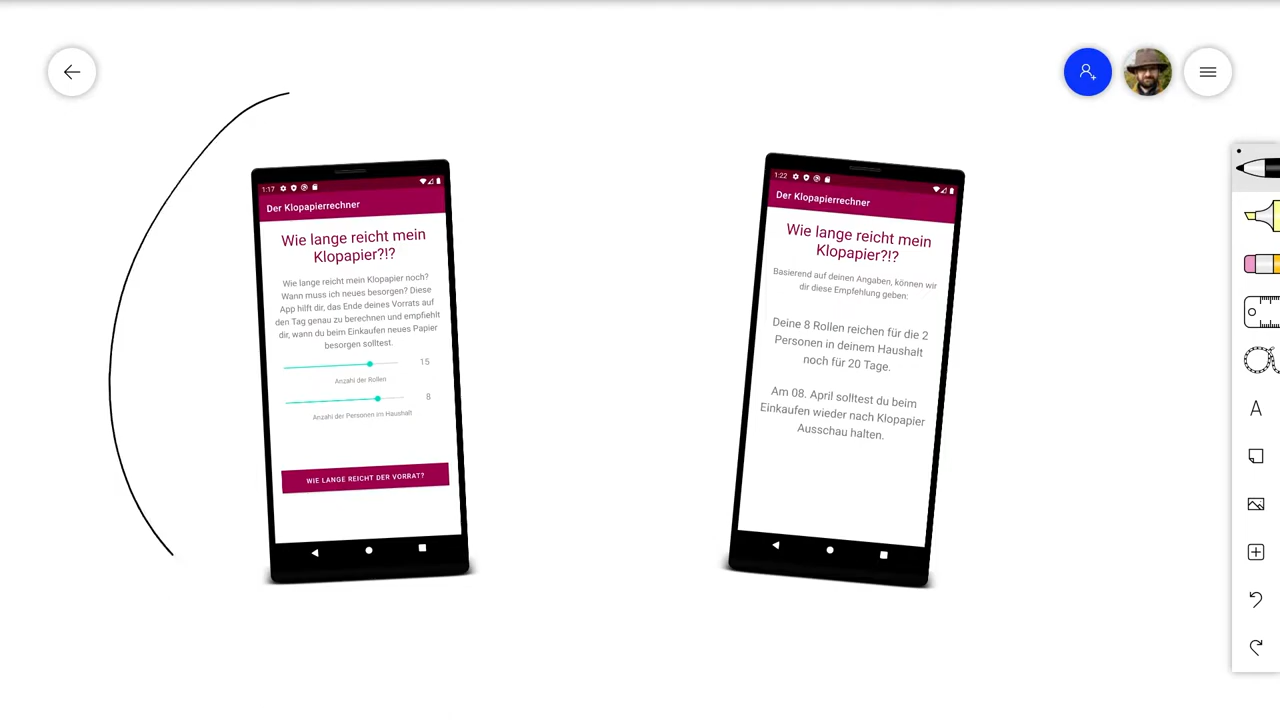 1:17
Der Klopapierrechner
Wie lange reicht mein
Klopapier?!?
Wie lange reicht mein Klopapier noch?
Wann muss ich neues besorgen? Diese
App hilft dir, das Ende deines Vorrats auf
den Tag genau zu berechnen und empfiehlt
dir, wann du beim Einkaufen neues Papier
besorgen solltest.
15
Anzahl der Rollen
8
Anzahl der Personen im Haushalt
WIE LANGE REICHT DER VORRAT?
1:22
Der Klopapierrechner
Wie lange reicht mein
Klopapier?!?
Basierend auf deinen Angaben, können wir
dir diese Empfehlung geben:
Deine 8 Rollen reichen für die 2
Personen in deinem Haushalt
noch für 20 Tage.
Am 08. April solltest du beim
Einkaufen wieder nach Klopapier
Ausschau halten.
A